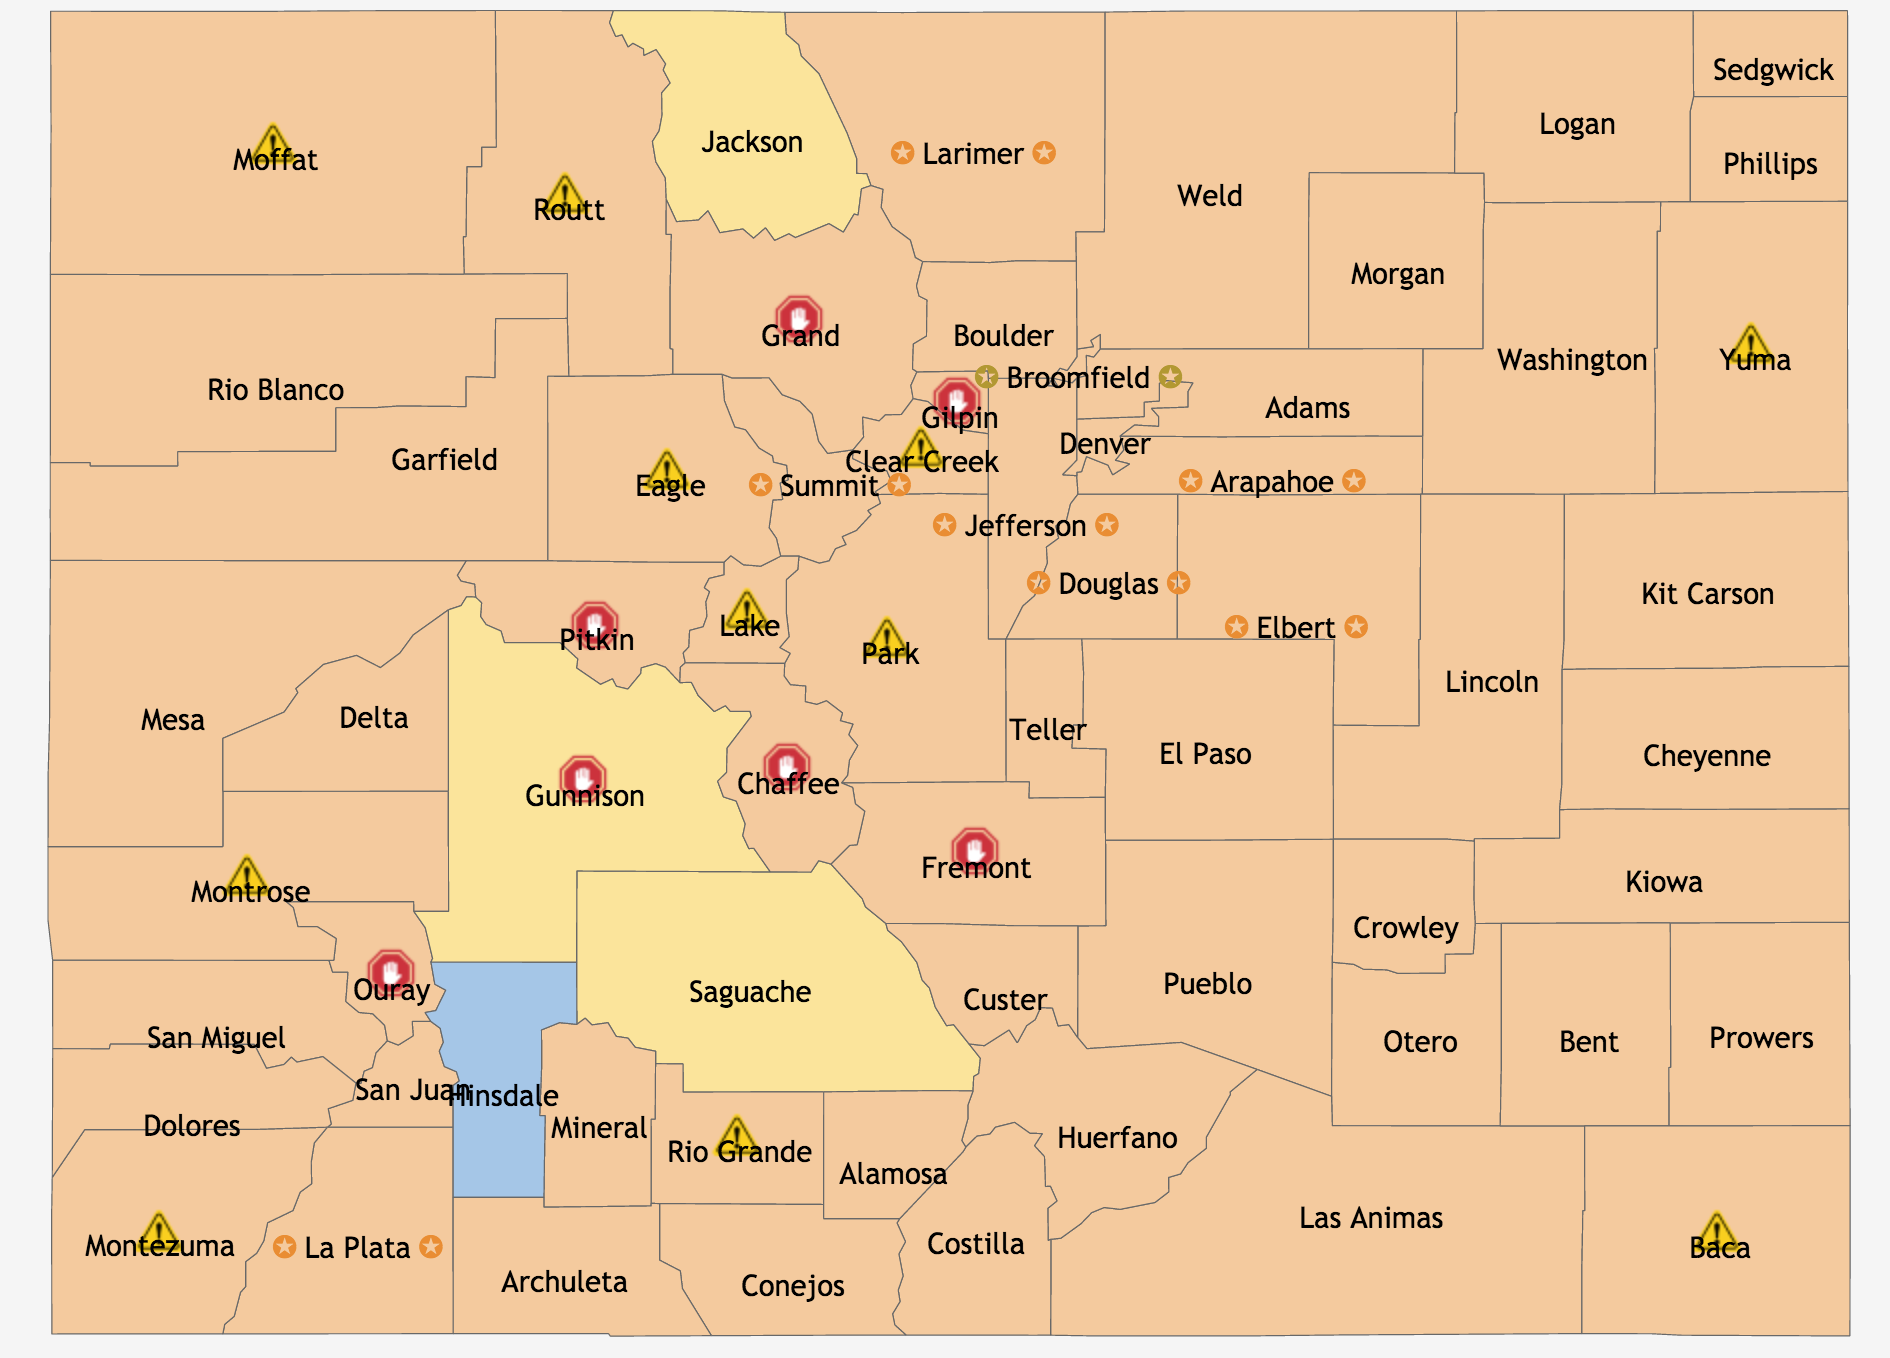 Sedgwick
Logan
Jackson
Larimer
Moffat
Phillips
Weld
Routt
Morgan
Grand
Boulder
Washington
Yuma
Broomfield
Rio Blanco
Adams
Gilpin
Denver
Garfield
Clear Creek
Arapahoe
Eagle
Summit
Jefferson
Douglas
Kit Carson
Lake
Elbert
Pitkin
Park
Lincoln
Delta
Mesa
Teller
El Paso
Cheyenne
Chaffee
Gunnison
Fremont
Kiowa
Montrose
Crowley
Pueblo
Ouray
Saguache
Custer
San Miguel
Prowers
Otero
Bent
San Juan
Hinsdale
Dolores
Mineral
Huerfano
Rio Grande
Alamosa
Las Animas
Costilla
Montezuma
La Plata
Baca
Archuleta
Conejos